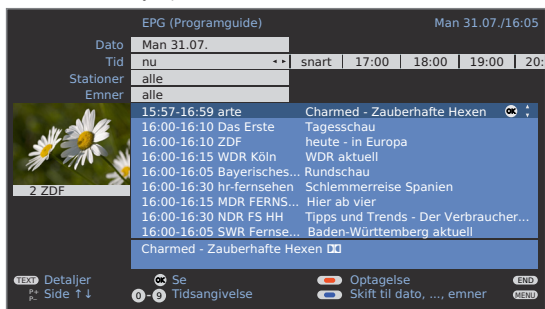 EPG (Programguide) Man 31.07./16:05
Dato Man 31.07.
Tid nu snart 17:00 18:00 19:00 20:
Stationer alle
Emner alle
15:57-16:59 arte Charmed - Zauberhafte Hexen OK
16:00-16:10 Das Erste Tagesschau
16:00-16:10 ZDF heute - in Europa
16:00-16:15 WDR Köln WDR aktuell
16:00-16:05 Bayerisches... Rundschau
16:00-16:30 hr-fernsehen Schlemmerreise Spanien
16:00-16:15 MDR FERNS... Hier ab vier
16:00-16:30 NDR FS HH Tipps und Trends - Der Verbraucher...
16:00-16:05 SWR Fernse... Baden-Württemberg aktuell
2 ZDF
Charmed - Zauberhafte Hexen
TEXT Detaljer OK Se Optagelse END
P+ P- Side ↑↓ 0-9 Tidsangivelse Skift til dato, ..., emner MENU